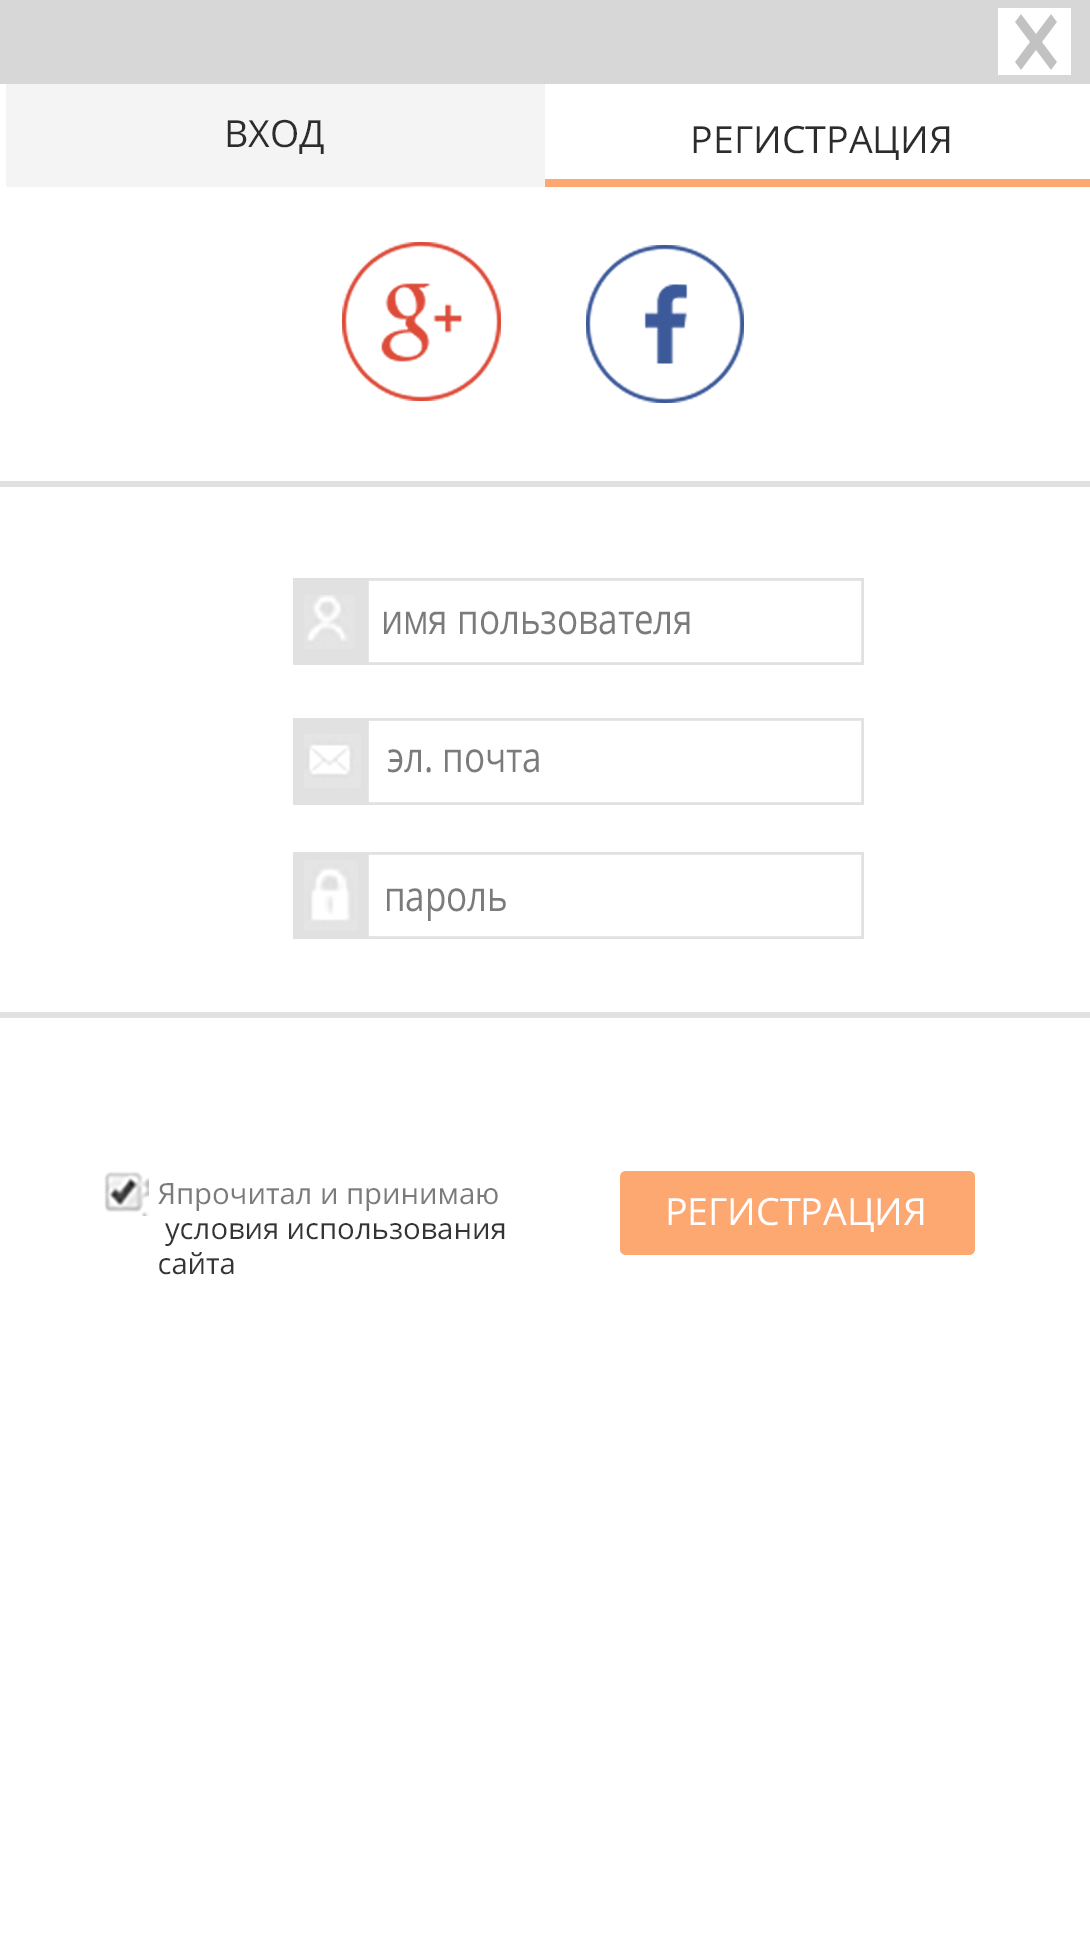 X
ВХОД
РЕГИСТРАЦИЯ
g+
f
имя пользователя
эл. почта
пароль
Япрочитал и принимаю
условия использования
сайта
РЕГИСТРАЦИЯ